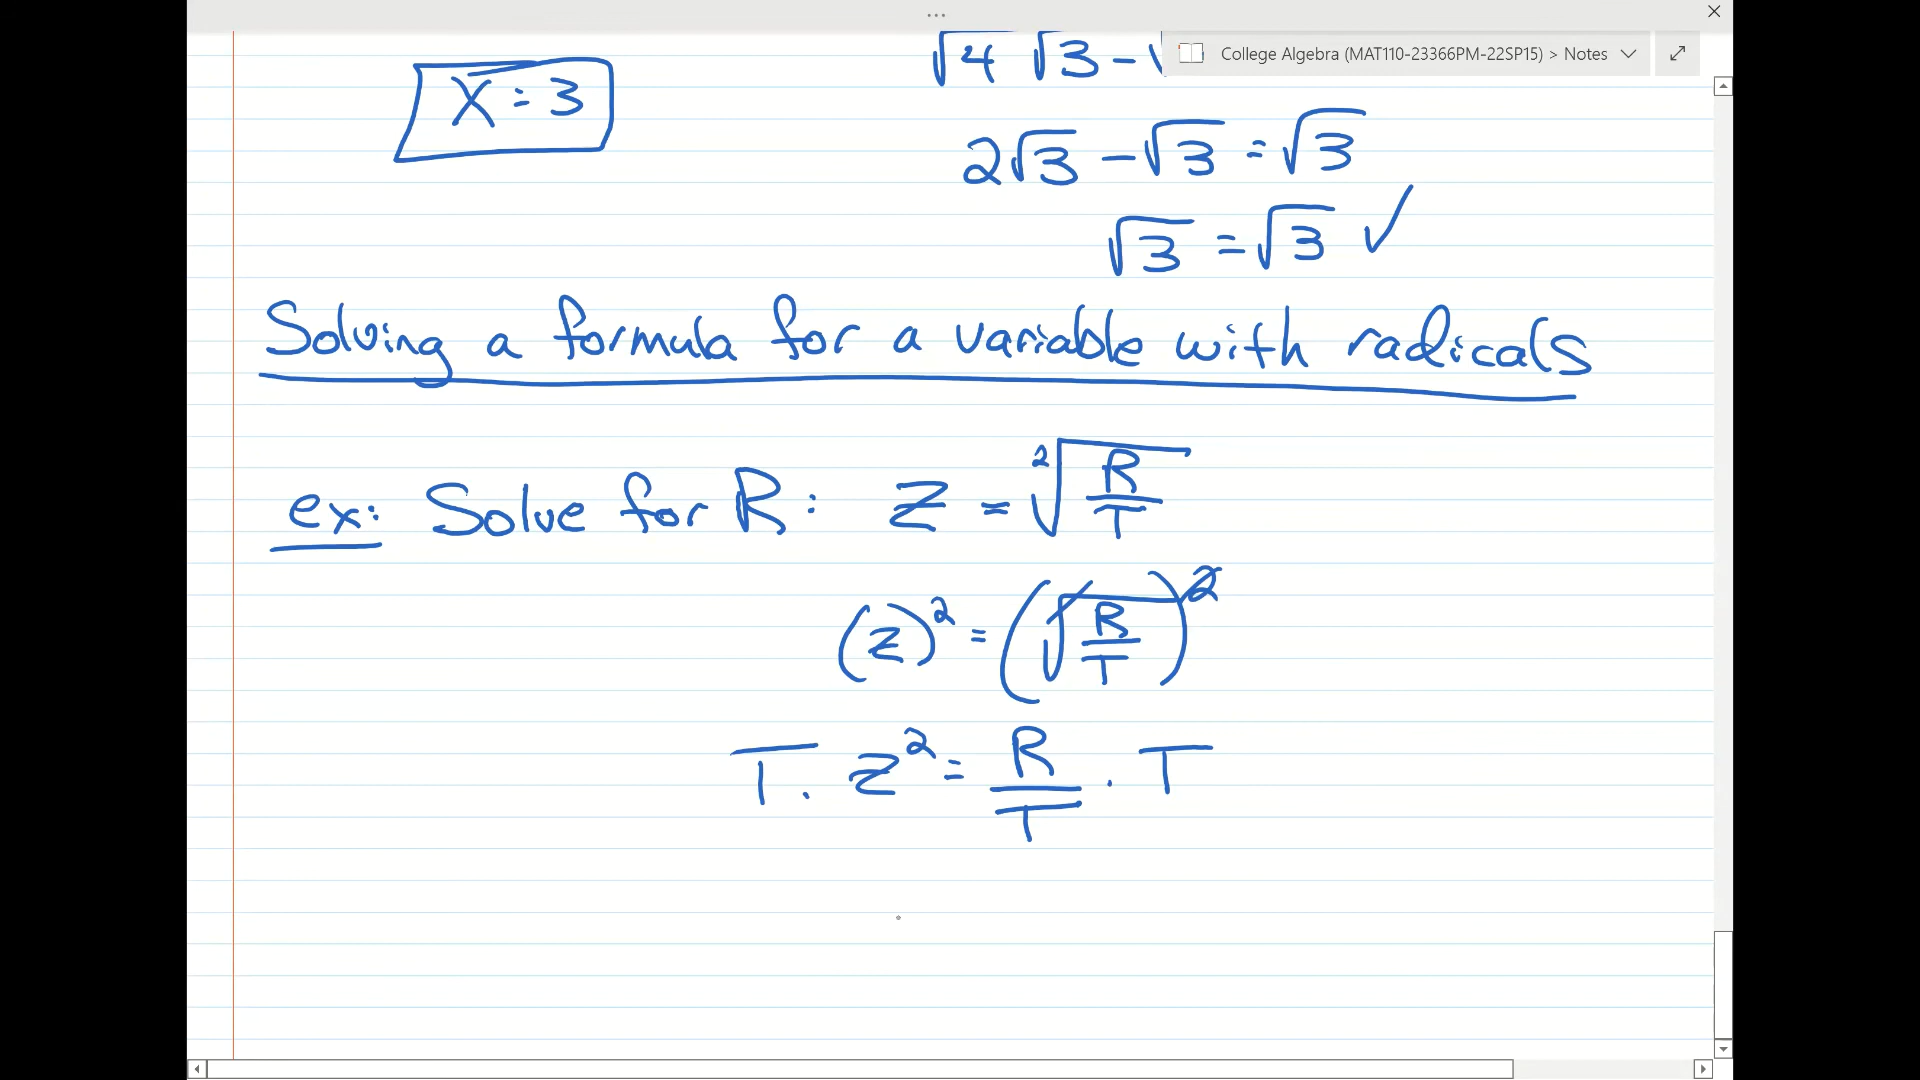 ...
College Algebra (MAT110-23366PM-22SP15) > Notes
√4 √3 - √
x = 3
2√3 - √3 = √3
√3 = √3 ✓
Solving a formula for a variable with radicals
ex: Solve for R: z = ²√(R/T)
(z)² = (√(R/T))²
T · z² = R/T · T